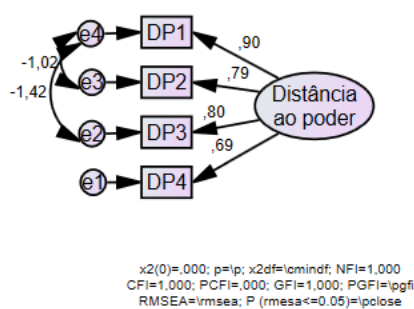 e4
DP1
,90
-1,02
e3
DP2
,79
-1,42
Distância
ao poder
e2
DP3
,80
e1
DP4
,69
x2(0)=,000; p=\p; x2df=\cmindf; NFI=1,000
CFI=1,000; PCFI=,000; GFI=1,000; PGFI=\pgfi
RMSEA=\rmsea; P (rmesa<=0.05)=\pclose